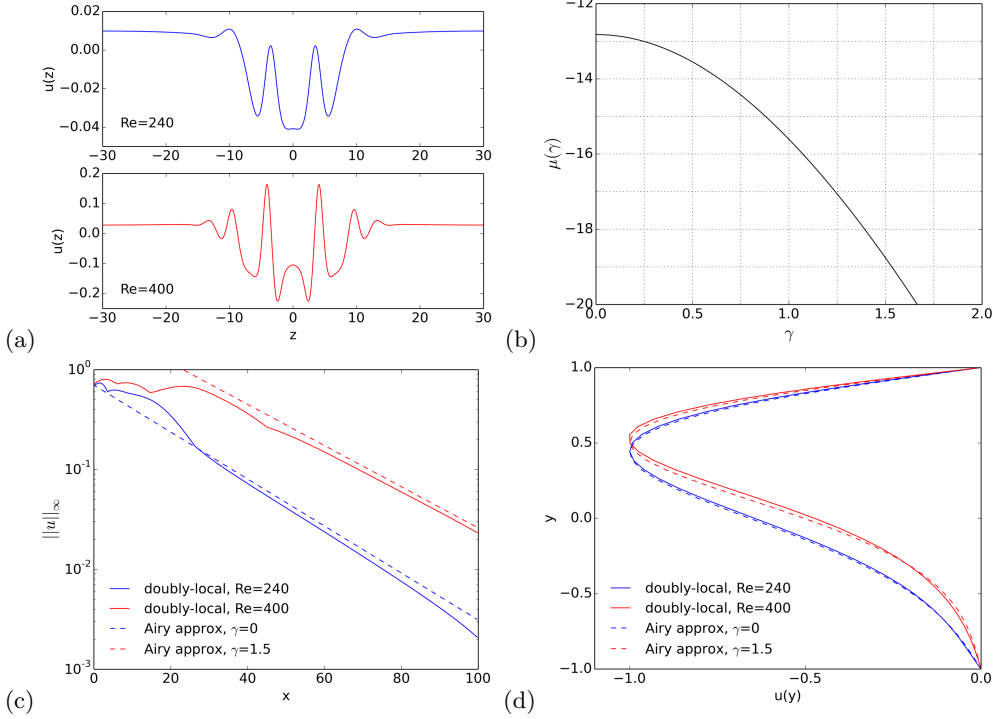 0.02
0.00
−0.02
−0.04
u(z)
Re=240
−30 −20 −10 0 10 20 30
0.2
0.1
0.0
−0.1
−0.2
u(z)
Re=400
−30 −20 −10 0 10 20 30
z
(a)
−12
−13
−14
−16
−18
−20
μ(γ)
0.0 0.5 1.0 1.5 2.0
γ
(b)
10^0
10^-1
10^-2
10^-3
||u||∞
doubly-local, Re=240
doubly-local, Re=400
Airy approx, γ=0
Airy approx, γ=1.5
0 20 40 60 80 100
x
(c)
1.0
0.5
0.0
−0.5
−1.0
y
doubly-local, Re=240
doubly-local, Re=400
Airy approx, γ=0
Airy approx, γ=1.5
−1.0 −0.5 0.0
u(y)
(d)